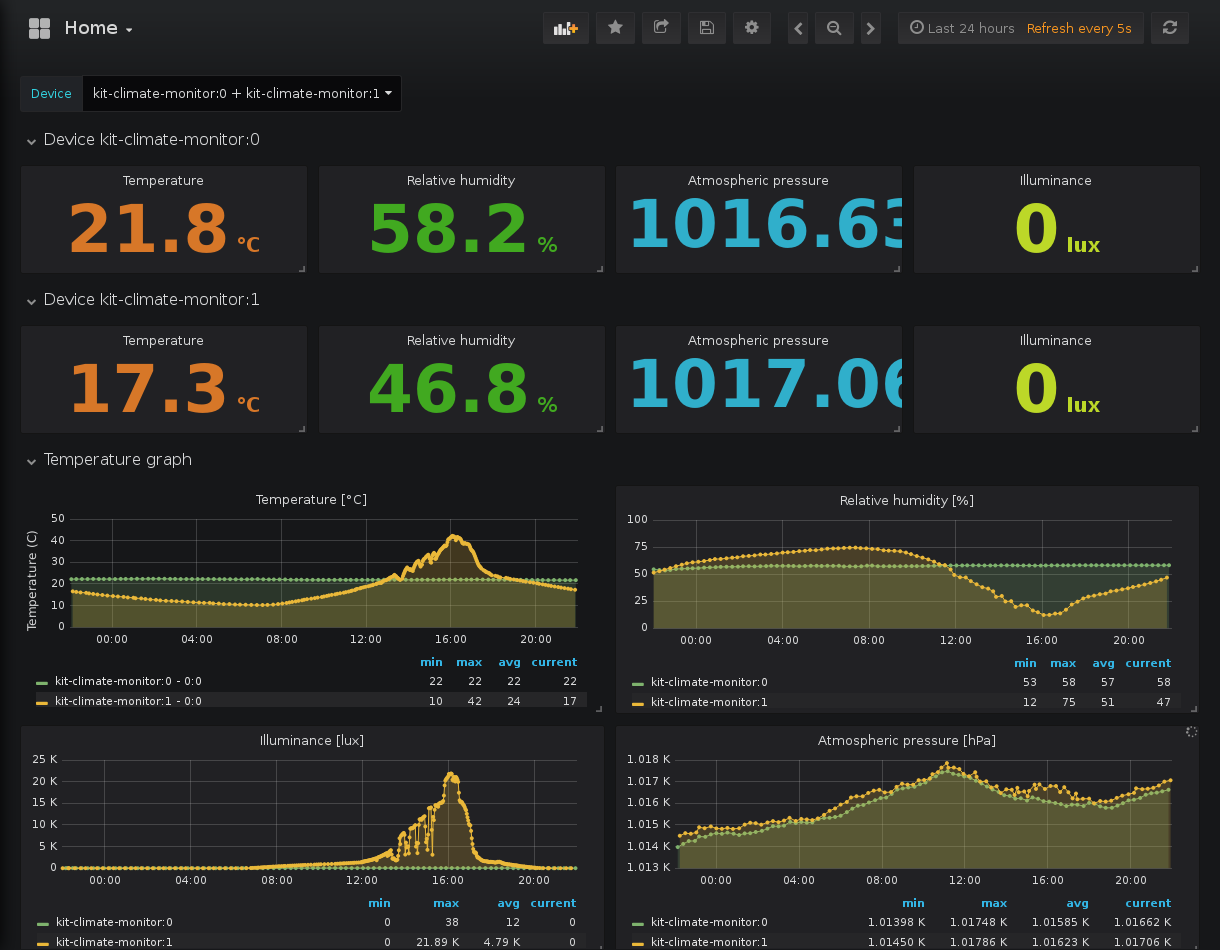 Home
Last 24 hours Refresh every 5s
Device kit-climate-monitor:0 + kit-climate-monitor:1
Device kit-climate-monitor:0
Temperature Relative humidity Atmospheric pressure Illuminance
21.8 °C 58.2 % 1016.63 0 lux
Device kit-climate-monitor:1
Temperature Relative humidity Atmospheric pressure Illuminance
17.3 °C 46.8 % 1017.06 0 lux
Temperature graph
Temperature [°C]
Temperature (C)
50
40
30
20
10
0
00:00 04:00 08:00 12:00 16:00 20:00
min max avg current
kit-climate-monitor:0 - 0:0 22 22 22 22
kit-climate-monitor:1 - 0:0 10 42 24 17
Relative humidity [%]
100
75
50
25
0
00:00 04:00 08:00 12:00 16:00 20:00
min max avg current
kit-climate-monitor:0 53 58 57 58
kit-climate-monitor:1 12 75 51 47
Illuminance [lux]
25 K
20 K
15 K
10 K
5 K
0
00:00 04:00 08:00 12:00 16:00 20:00
min max avg current
kit-climate-monitor:0 0 38 12 0
kit-climate-monitor:1 0 21.89 K 4.79 K 0
Atmospheric pressure [hPa]
1.018 K
1.017 K
1.016 K
1.015 K
1.014 K
1.013 K
00:00 04:00 08:00 12:00 16:00 20:00
min max avg current
kit-climate-monitor:0 1.01398 K 1.01748 K 1.01585 K 1.01662 K
kit-climate-monitor:1 1.01450 K 1.01786 K 1.01623 K 1.01706 K